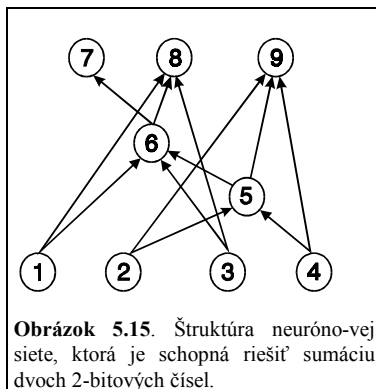 7 8 9
6
5
1 2 3 4
Obrázok 5.15. Štruktúra neuróno-vej
siete, ktorá je schopná riešiť sumáciu
dvoch 2-bitových čísel.